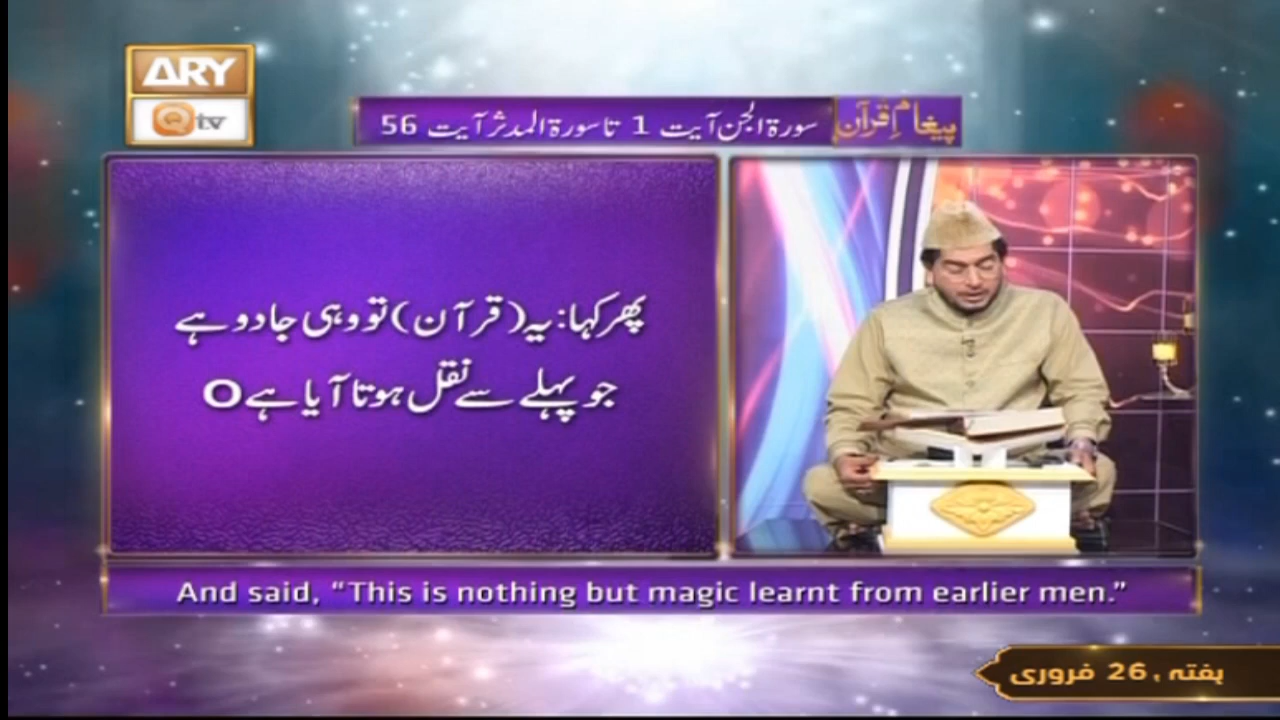 ARY
Qtv
پیغامِ قرآن
سورۃ الجن آیت 1 تا سورۃ المدثر آیت 56
پھر کہا: یہ (قرآن) تو وہی جادو ہے
جو پہلے سے نقل ہوتا آیا ہے O
And said, “This is nothing but magic learnt from earlier men.”
ہفتہ , 26 فروری